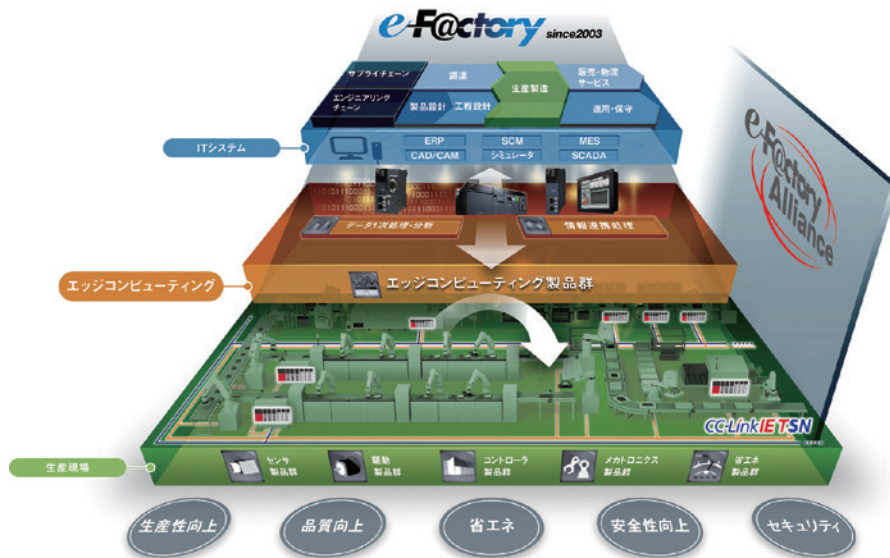 e-F@ctory since2003
サプライチェーン
調達
生産製造
販売・物流
サービス
エンジニアリング
チェーン
製品設計
工程設計
運用・保守
ITシステム
ERP
SCM
MES
CAD/CAM
シミュレータ
SCADA
e-F@ctory
Alliance
データ1次処理・分析
情報連携処理
エッジコンピューティング
エッジコンピューティング製品群
CC-Link IE TSN
生産現場
センサ
製品群
駆動
製品群
コントローラ
製品群
メカトロニクス
製品群
省エネ
製品群
生産性向上
品質向上
省エネ
安全性向上
セキュリティ